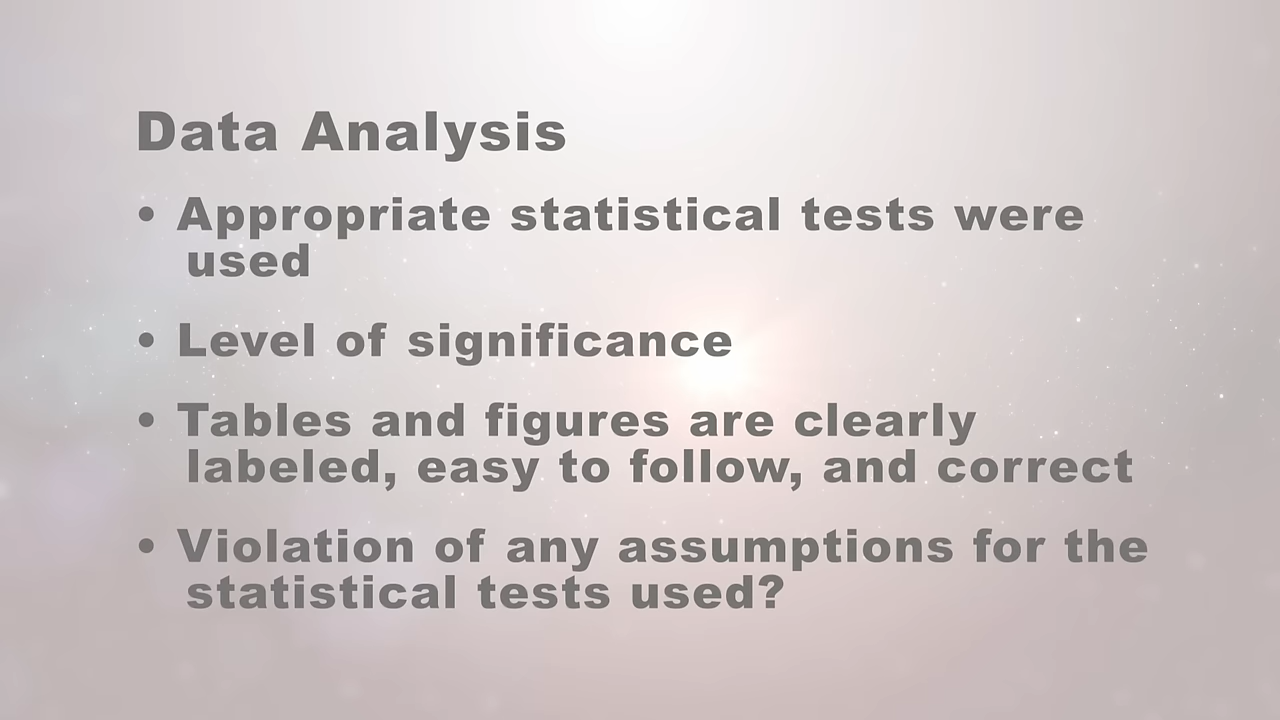 Data Analysis
• Appropriate statistical tests were
used
• Level of significance
• Tables and figures are clearly
labeled, easy to follow, and correct
• Violation of any assumptions for the
statistical tests used?